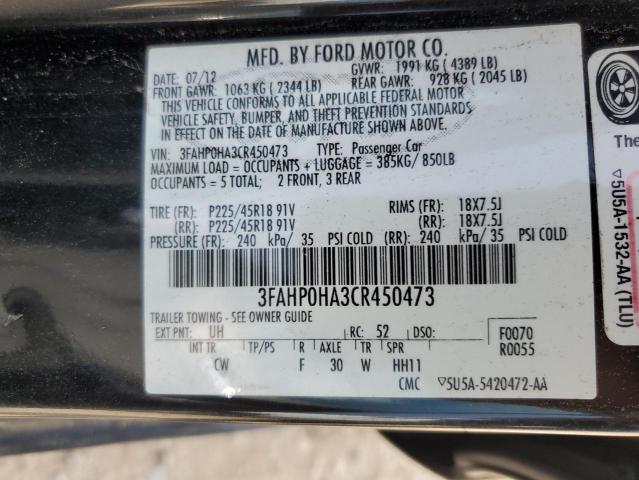 MFD. BY FORD MOTOR CO.
DATE: 07/12 GVWR: 1991 KG ( 4389 LB)
FRONT GAWR: 1063 KG ( 2344 LB) REAR GAWR: 928 KG ( 2045 LB)
THIS VEHICLE CONFORMS TO ALL APPLICABLE FEDERAL MOTOR
VEHICLE SAFETY, BUMPER, AND THEFT PREVENTION STANDARDS
IN EFFECT ON THE DATE OF MANUFACTURE SHOWN ABOVE.
VIN: 3FAHP0HA3CR450473 TYPE: Passenger Car
MAXIMUM LOAD = OCCUPANTS + LUGGAGE = 385KG/ 850LB
OCCUPANTS = 5 TOTAL; 2 FRONT, 3 REAR
TIRE (FR): P225/45R18 91V RIMS (FR): 18X7.5J
(RR): P225/45R18 91V (RR): 18X7.5J
PRESSURE (FR): 240 kPa/ 35 PSI COLD (RR): 240 kPa/ 35 PSI COLD
3FAHP0HA3CR450473
TRAILER TOWING - SEE OWNER GUIDE
EXT PNT: UH RC: 52 DSO: F0070
INT TR TP/PS R AXLE TR SPR R0055
CW F 30 W HH11
CMC ▽5U5A-5420472-AA
The
▽5U5A-1532-AA (TLU)